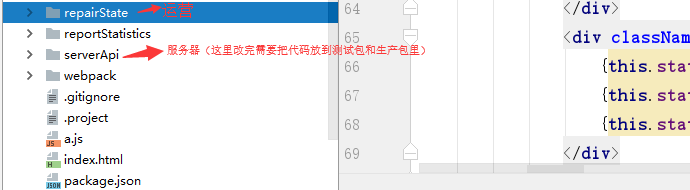 repairState
reportStatistics
serverApi 服务器（这里改完需要把代码放到测试包和生产包里）
webpack
.gitignore
.project
a.js
index.html
package.json
64 </div>
65 <div classNam
66 {this.stat
67 {this.stat
68 {this.stat
69 </div>